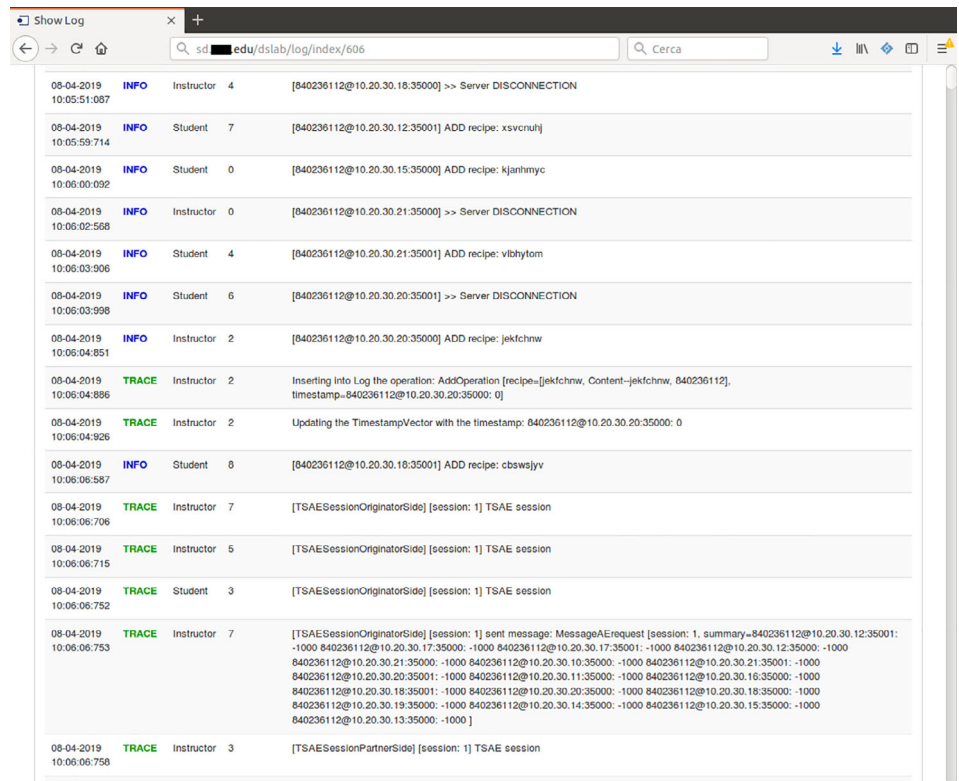 Show Log
sd. .edu/dslab/log/index/606
Cerca
08-04-2019 INFO Instructor 4 [840236112@10.20.30.18:35000] >> Server DISCONNECTION
10:05:51:087
08-04-2019 INFO Student 7 [840236112@10.20.30.12:35001] ADD recipe: xsvcnuhj
10:05:59:714
08-04-2019 INFO Student 0 [840236112@10.20.30.15:35000] ADD recipe: kjanhmyc
10:06:00:092
08-04-2019 INFO Instructor 0 [840236112@10.20.30.21:35000] >> Server DISCONNECTION
10:06:02:568
08-04-2019 INFO Student 4 [840236112@10.20.30.21:35001] ADD recipe: vlbhytom
10:06:03:906
08-04-2019 INFO Student 6 [840236112@10.20.30.20:35001] >> Server DISCONNECTION
10:06:03:998
08-04-2019 INFO Instructor 2 [840236112@10.20.30.20:35000] ADD recipe: jekfchnw
10:06:04:851
08-04-2019 TRACE Instructor 2 Inserting into Log the operation: AddOperation [recipe=[jekfchnw, Content--jekfchnw, 840236112],
10:06:04:886 timestamp=840236112@10.20.30.20:35000: 0]
08-04-2019 TRACE Instructor 2 Updating the TimestampVector with the timestamp: 840236112@10.20.30.20:35000: 0
10:06:04:926
08-04-2019 INFO Student 8 [840236112@10.20.30.18:35001] ADD recipe: cbswsjyv
10:06:06:587
08-04-2019 TRACE Instructor 7 [TSAESessionOriginatorSide] [session: 1] TSAE session
10:06:06:706
08-04-2019 TRACE Instructor 5 [TSAESessionOriginatorSide] [session: 1] TSAE session
10:06:06:715
08-04-2019 TRACE Student 3 [TSAESessionOriginatorSide] [session: 1] TSAE session
10:06:06:752
08-04-2019 TRACE Instructor 7 [TSAESessionOriginatorSide] [session: 1] sent message: MessageAErequest [session: 1, summary=840236112@10.20.30.12:35001:
10:06:06:753 -1000 840236112@10.20.30.17:35000: -1000 840236112@10.20.30.17:35001: -1000 840236112@10.20.30.12:35000: -1000
840236112@10.20.30.21:35000: -1000 840236112@10.20.30.10:35000: -1000 840236112@10.20.30.21:35001: -1000
840236112@10.20.30.20:35001: -1000 840236112@10.20.30.11:35000: -1000 840236112@10.20.30.16:35000: -1000
840236112@10.20.30.18:35001: -1000 840236112@10.20.30.20:35000: -1000 840236112@10.20.30.18:35000: -1000
840236112@10.20.30.19:35000: -1000 840236112@10.20.30.14:35000: -1000 840236112@10.20.30.15:35000: -1000
840236112@10.20.30.13:35000: -1000 ]
08-04-2019 TRACE Instructor 3 [TSAESessionPartnerSide] [session: 1] TSAE session
10:06:06:758